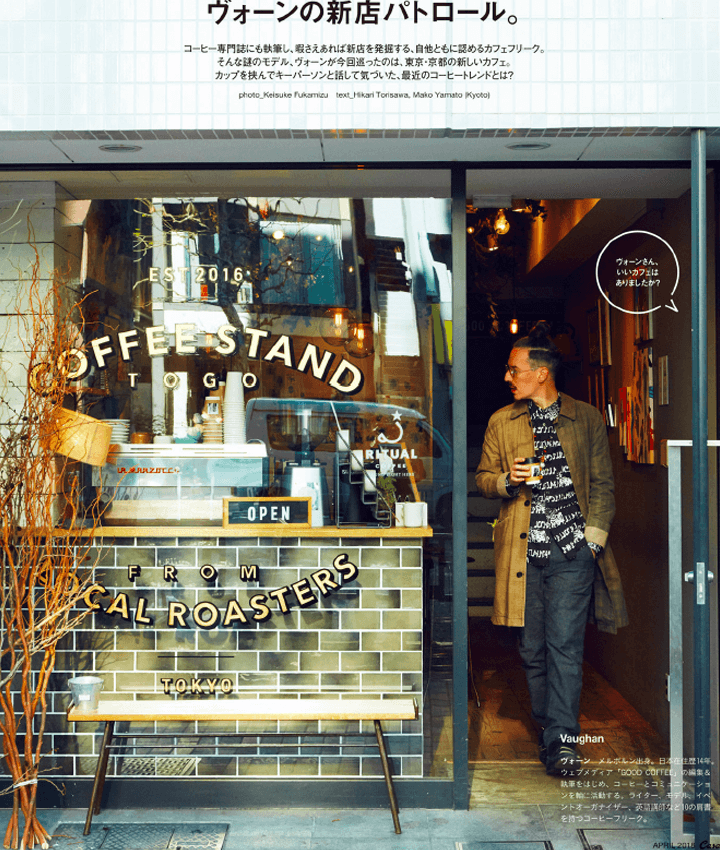 ヴォーンの新店パトロール。
コーヒー専門誌にも執筆し、暇さえあれば新店を発掘する、自他ともに認めるカフェフリーク。
そんな謎のモデル、ヴォーンが今回巡ったのは、東京・京都の新しいカフェ。
カップを挟んでキーパーソンと話して気づいた、最近のコーヒートレンドとは?
photo_Keisuke Fukamizu text_Hikari Torisawa, Mako Yamato (Kyoto)
ヴォーンさん、
いいカフェは
ありましたか?
EST 2016
COFFEE STAND
TO GO
RITUAL
COFFEE
LA MARZOCCO
OPEN
FROM
LOCAL ROASTERS
TOKYO
Vaughan
ヴォーン メルボルン出身。日本在住歴14年。
ウェブメディア「GOOD COFFEE」の編集&
執筆をはじめ、コーヒーとコミュニケーショ
ンを軸に活動する。ライター、モデル、イベ
ントオーガナイザー、英語講師など10の肩書
を持つコーヒーフリーク。
APRIL 2018